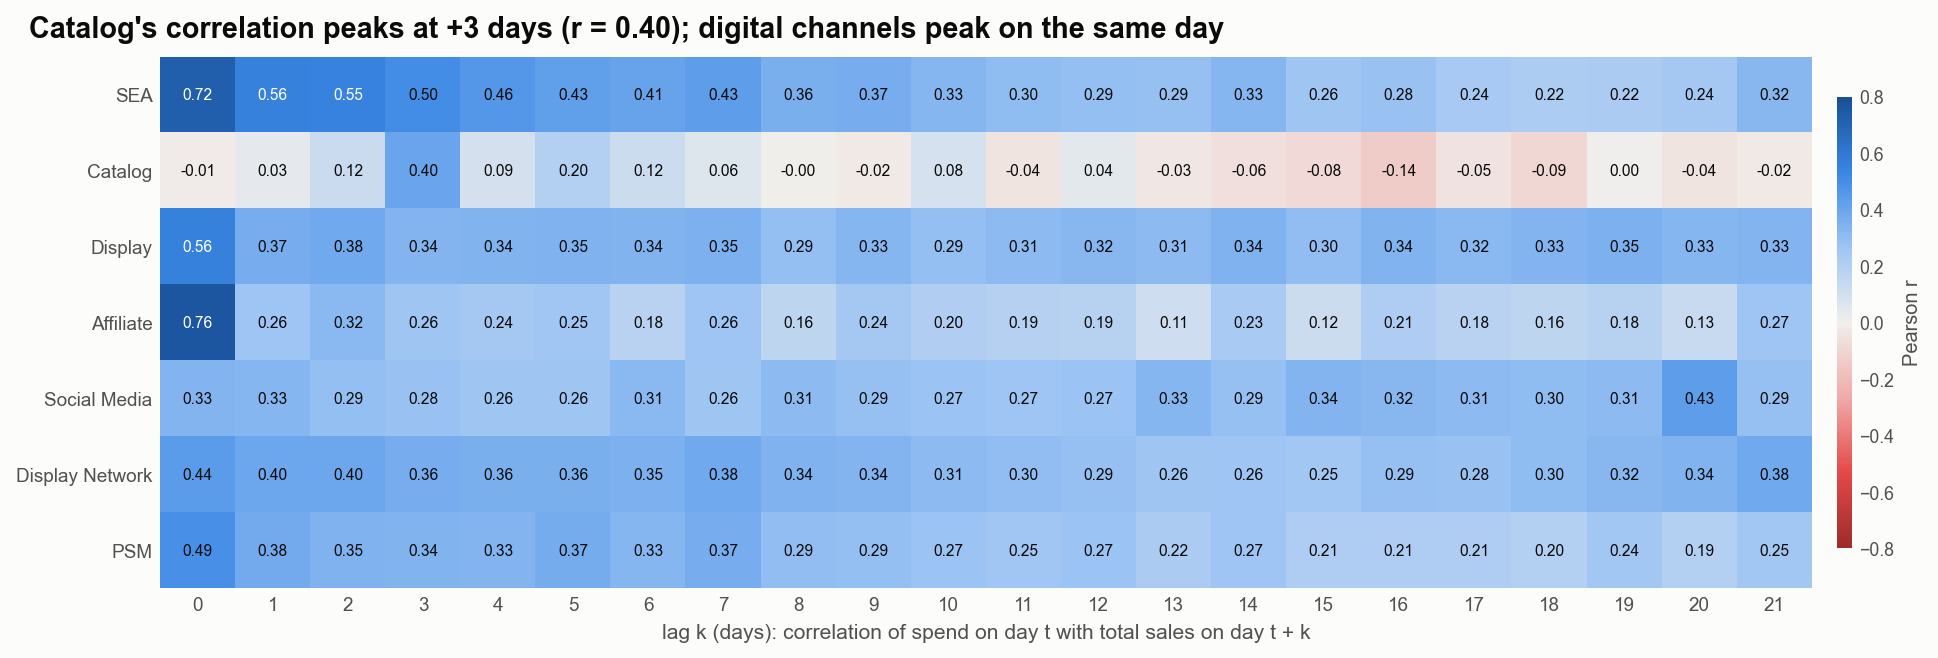 Catalog's correlation peaks at +3 days (r = 0.40); digital channels peak on the same day
SEA 0.72 0.56 0.55 0.50 0.46 0.43 0.41 0.43 0.36 0.37 0.33 0.30 0.29 0.29 0.33 0.26 0.28 0.24 0.22 0.22 0.24 0.32
Catalog -0.01 0.03 0.12 0.40 0.09 0.20 0.12 0.06 -0.00 -0.02 0.08 -0.04 0.04 -0.03 -0.06 -0.08 -0.14 -0.05 -0.09 0.00 -0.04 -0.02
Display 0.56 0.37 0.38 0.34 0.34 0.35 0.34 0.35 0.29 0.33 0.29 0.31 0.32 0.31 0.34 0.30 0.34 0.32 0.33 0.35 0.33 0.33
Affiliate 0.76 0.26 0.32 0.26 0.24 0.25 0.18 0.26 0.16 0.24 0.20 0.19 0.19 0.11 0.23 0.12 0.21 0.18 0.16 0.18 0.13 0.27
Social Media 0.33 0.33 0.29 0.28 0.26 0.26 0.31 0.26 0.31 0.29 0.27 0.27 0.27 0.33 0.29 0.34 0.32 0.31 0.30 0.31 0.43 0.29
Display Network 0.44 0.40 0.40 0.36 0.36 0.36 0.35 0.38 0.34 0.34 0.31 0.30 0.29 0.26 0.26 0.25 0.29 0.28 0.30 0.32 0.34 0.38
PSM 0.49 0.38 0.35 0.34 0.33 0.37 0.33 0.37 0.29 0.29 0.27 0.25 0.27 0.22 0.27 0.21 0.21 0.21 0.20 0.24 0.19 0.25
0 1 2 3 4 5 6 7 8 9 10 11 12 13 14 15 16 17 18 19 20 21
lag k (days): correlation of spend on day t with total sales on day t + k
0.8
0.6
0.4
0.2
0.0
−0.2
−0.4
−0.6
−0.8
Pearson r